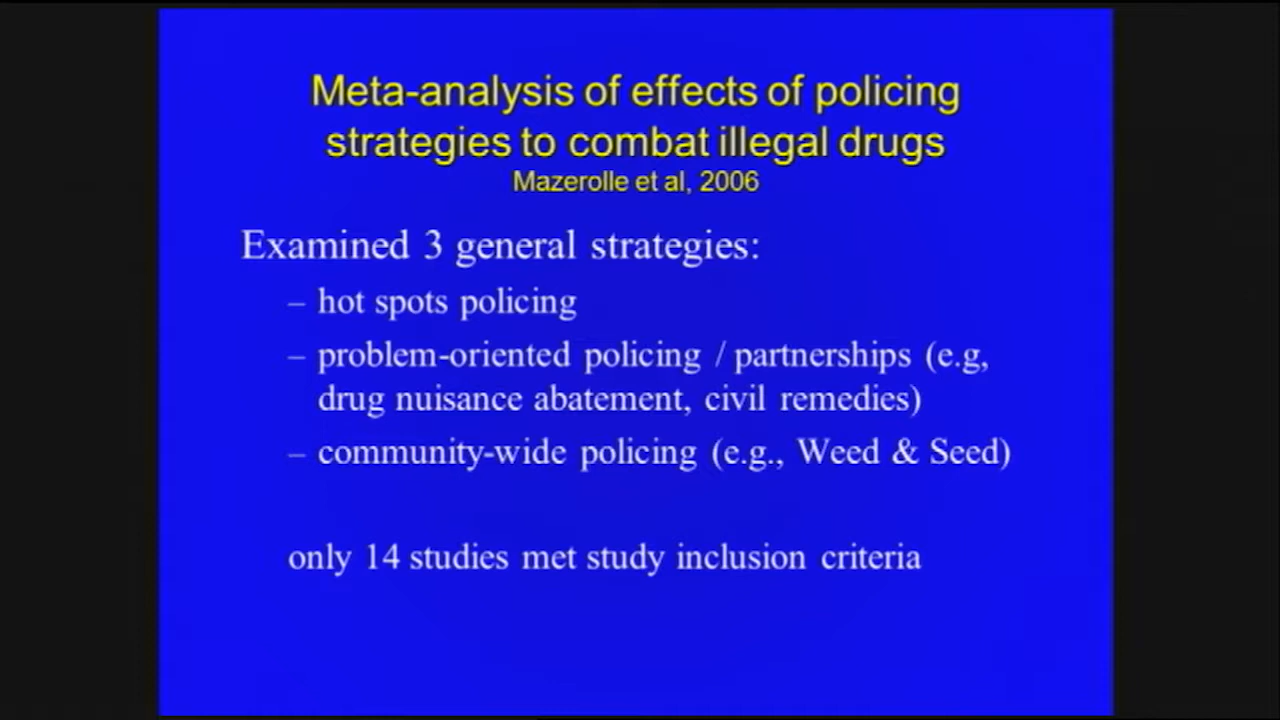 Meta-analysis of effects of policing
strategies to combat illegal drugs
Mazerolle et al, 2006
Examined 3 general strategies:
– hot spots policing
– problem-oriented policing / partnerships (e.g,
drug nuisance abatement, civil remedies)
– community-wide policing (e.g., Weed & Seed)
only 14 studies met study inclusion criteria